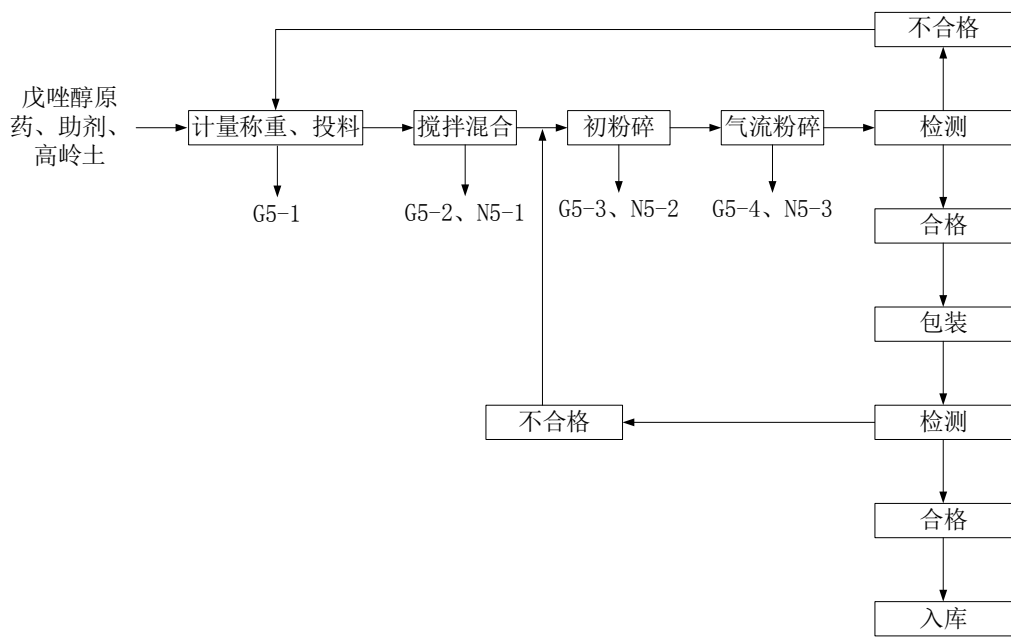 不合格
戊唑醇原
药、助剂、
高岭土
计量称重、投料
搅拌混合
初粉碎
气流粉碎
检测
G5-1
G5-2、N5-1
G5-3、N5-2
G5-4、N5-3
合格
包装
不合格
检测
合格
入库